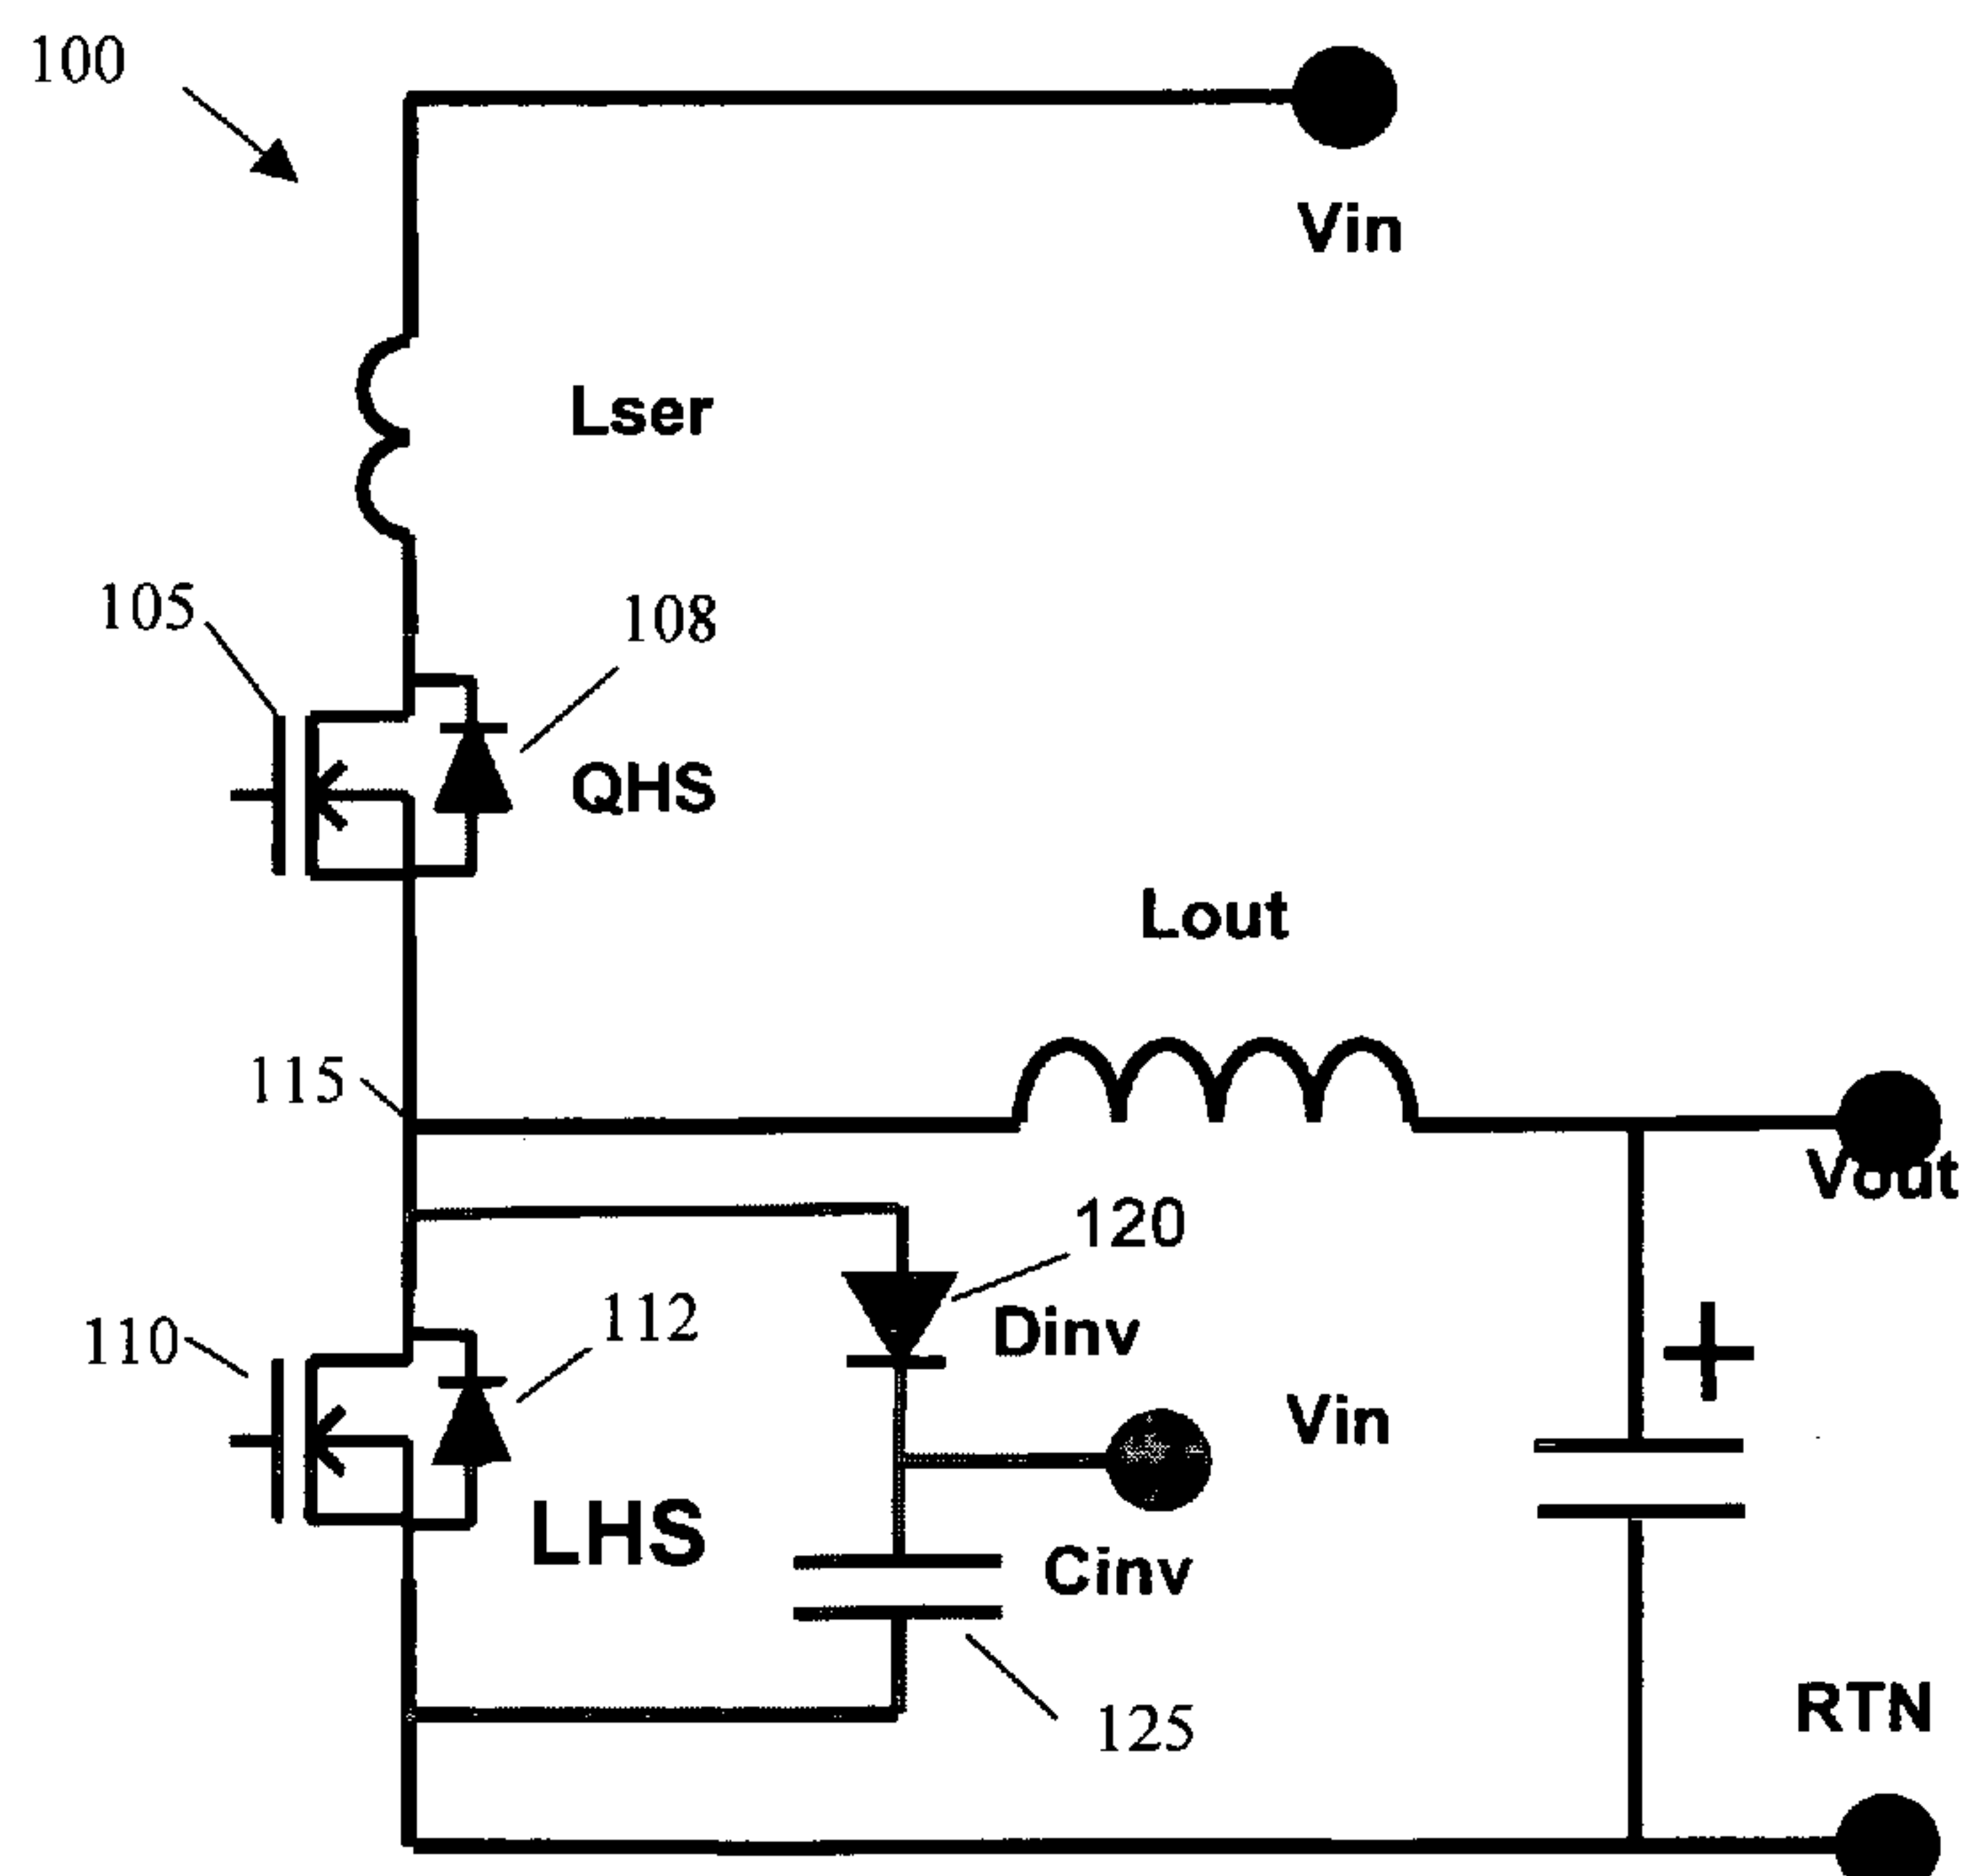 100
Vin
Lser
105
108
QHS
Lout
115
Vout
120
110
112
Dinv
Vin
LHS
Cinv
125
RTN